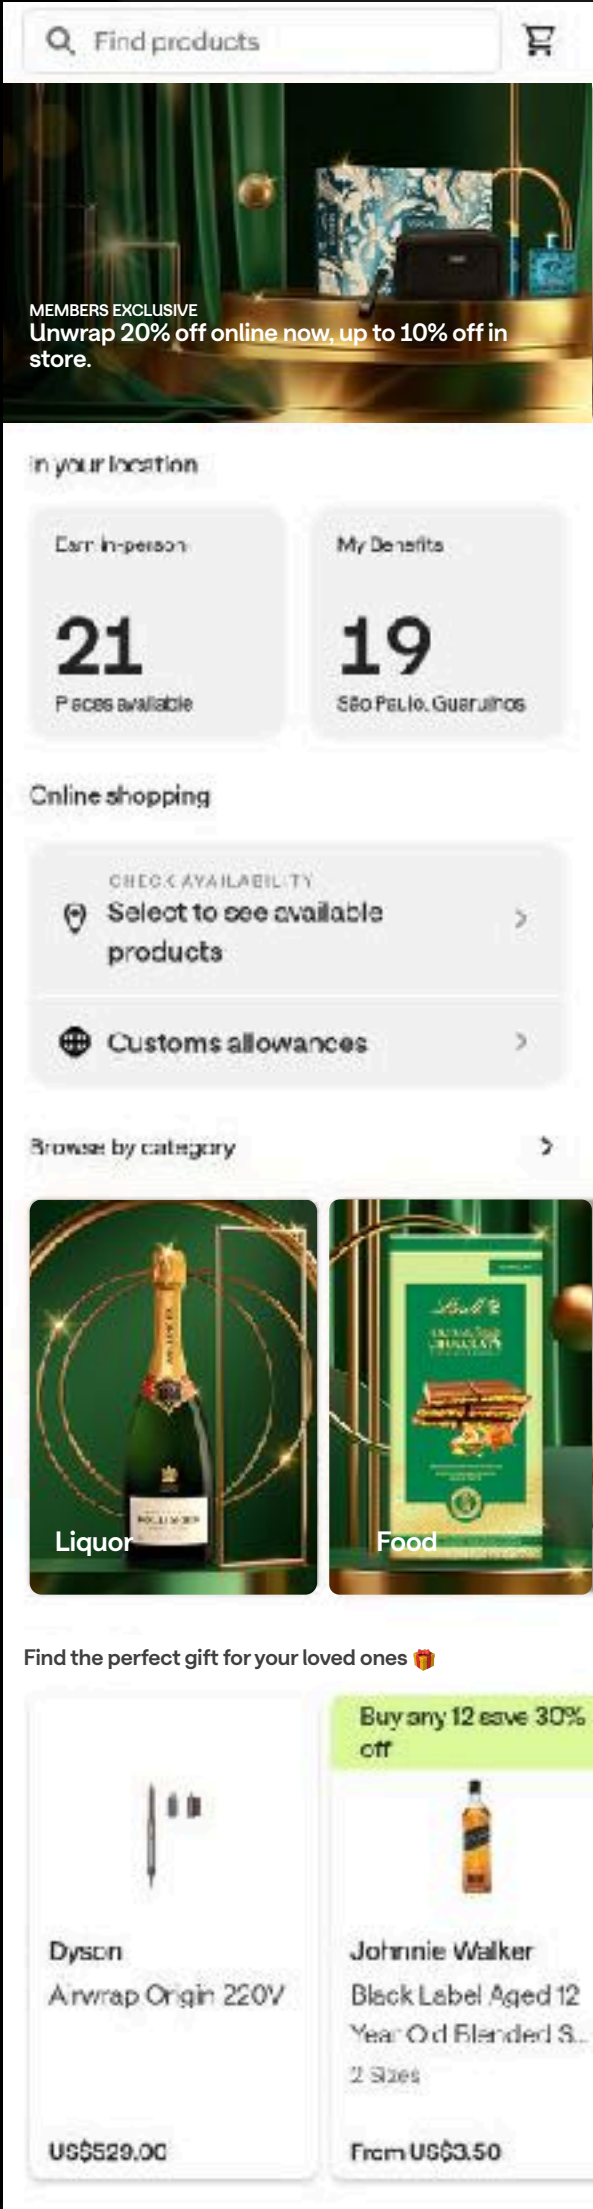 Find products
MEMBERS EXCLUSIVE
Unwrap 20% off online now, up to 10% off in
store.
In your location
Earn in-person
My Benefits
21
19
Places available
São Paulo, Guarulhos
Online shopping
CHECK AVAILABILITY
Select to see available
products
Customs allowances
Browse by category
Lindt
CHOCOLATE
BOLLINGER
Liquor
Food
Find the perfect gift for your loved ones 🎁
Buy any 12 save 30%
off
Dyson
Airwrap Origin 220V
Johnnie Walker
Black Label Aged 12
Year Old Blended S...
2 Sizes
US$529.00
From US$3.50